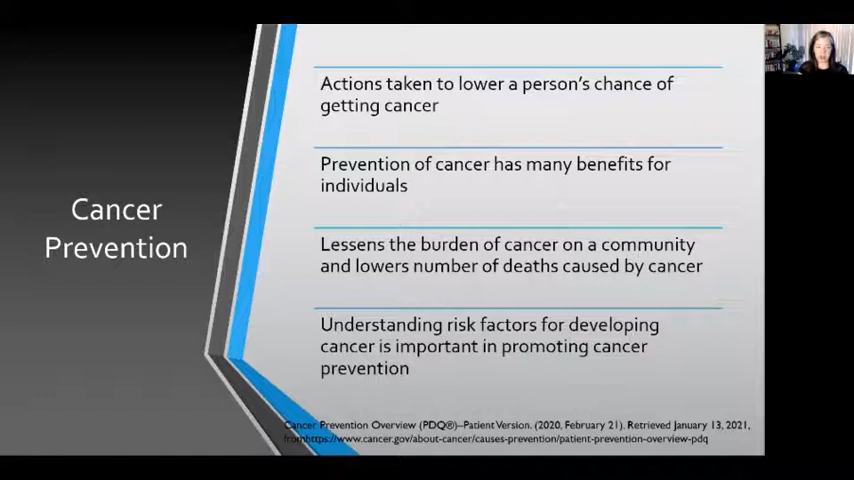 Cancer
Prevention
Actions taken to lower a person's chance of
getting cancer
Prevention of cancer has many benefits for
individuals
Lessens the burden of cancer on a community
and lowers number of deaths caused by cancer
Understanding risk factors for developing
cancer is important in promoting cancer
prevention
Cancer Prevention Overview (PDQ®)–Patient Version. (2020, February 21). Retrieved January 13, 2021,
fromhttps://www.cancer.gov/about-cancer/causes-prevention/patient-prevention-overview-pdq